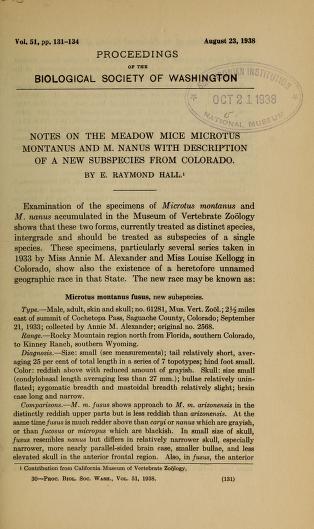 Vol. 51, pp. 131–134 August 23, 1938
PROCEEDINGS
OF THE
BIOLOGICAL SOCIETY OF WASHINGTON
INSTITUTION
OCT 21 1938
NATIONAL MUSEUM
NOTES ON THE MEADOW MICE MICROTUS
MONTANUS AND M. NANUS WITH DESCRIPTION
OF A NEW SUBSPECIES FROM COLORADO.
BY E. RAYMOND HALL.¹
Examination of the specimens of Microtus montanus and
M. nanus accumulated in the Museum of Vertebrate Zoölogy
shows that these two forms, currently treated as distinct species,
intergrade and should be treated as subspecies of a single
species. These specimens, particularly several series taken in
1933 by Miss Annie M. Alexander and Miss Louise Kellogg in
Colorado, show also the existence of a heretofore unnamed
geographic race in that State. The new race may be known as:
Microtus montanus fusus, new subspecies.
Type.—Male, adult, skin and skull; no. 61281, Mus. Vert. Zoöl.; 2½ miles
east of summit of Cochetopa Pass, Saguache County, Colorado; September
21, 1933; collected by Annie M. Alexander; original no. 2568.
Range.—Rocky Mountain region north from Florida, southern Colorado,
to Kinney Ranch, southern Wyoming.
Diagnosis.—Size: small (see measurements); tail relatively short, aver-
aging 25 per cent of total length in a series of 7 topotypes; hind foot small.
Color: reddish above with reduced amount of grayish. Skull: size small
(condylobasal length averaging less than 27 mm.); bullae relatively unin-
flated; zygomatic breadth and mastoidal breadth relatively slight; brain
case long and narrow.
Comparisons.—M. m. fusus shows approach to M. m. arizonensis in the
distinctly reddish upper parts but is less reddish than arizonensis. At the
same time fusus is much redder above than caryi or nanus which are grayish,
or than fucosus or micropus which are blackish. In small size of skull,
fusus resembles nanus but differs in relatively narrower skull, especially
narrower, more nearly parallel-sided brain case, smaller bullae, and less
elevated skull in the anterior frontal region. Also, in fusus, the anterior
¹ Contribution from California Museum of Vertebrate Zoölogy.
30—PROC. BIOL. SOC. WASH., VOL. 51, 1938. (131)